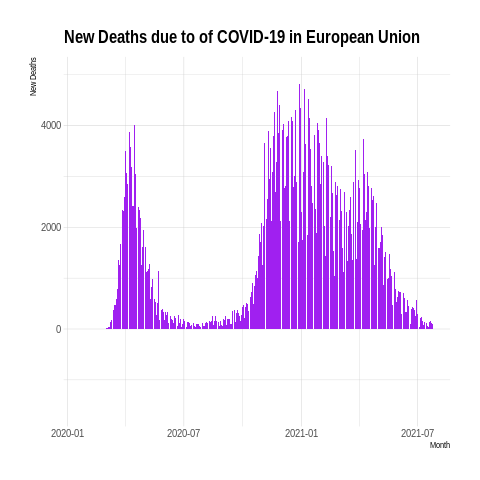 New Deaths due to of COVID-19 in European Union
New Deaths
4000
2000
0
2020-01 2020-07 2021-01 2021-07
Month